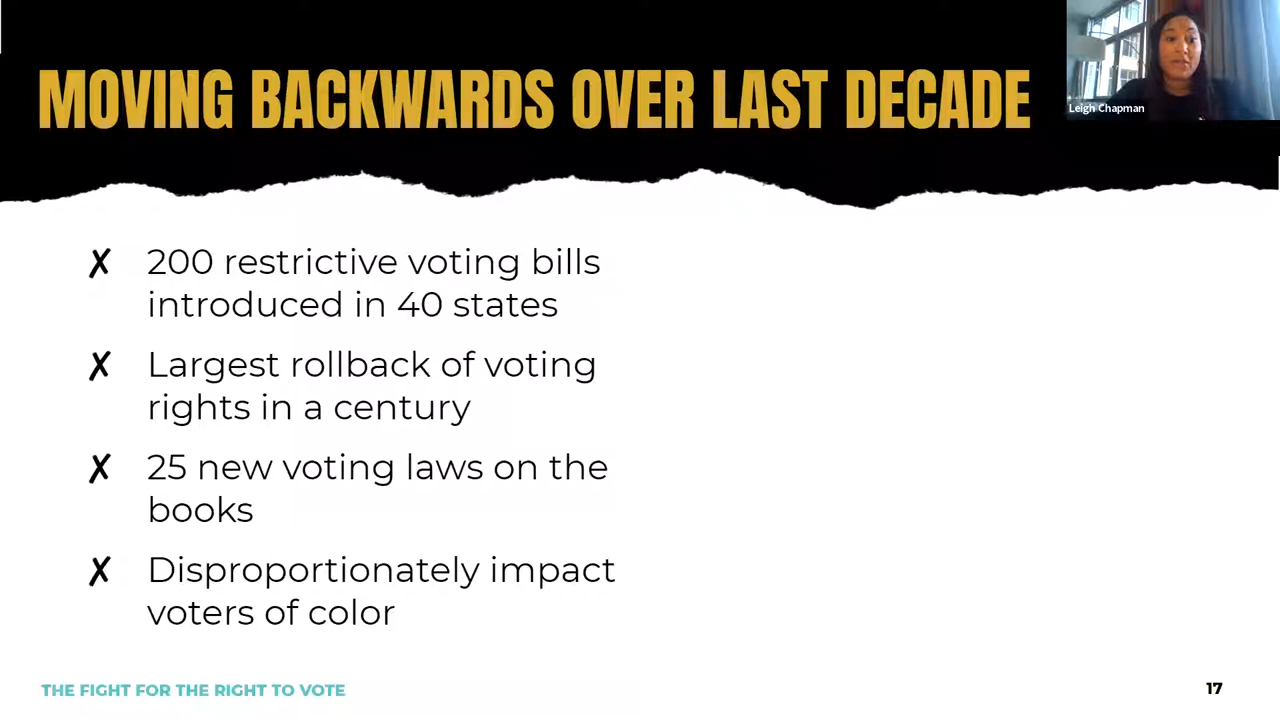 MOVING BACKWARDS OVER LAST DECADE
Leigh Chapman
✗ 200 restrictive voting bills
introduced in 40 states
✗ Largest rollback of voting
rights in a century
✗ 25 new voting laws on the
books
✗ Disproportionately impact
voters of color
THE FIGHT FOR THE RIGHT TO VOTE
17